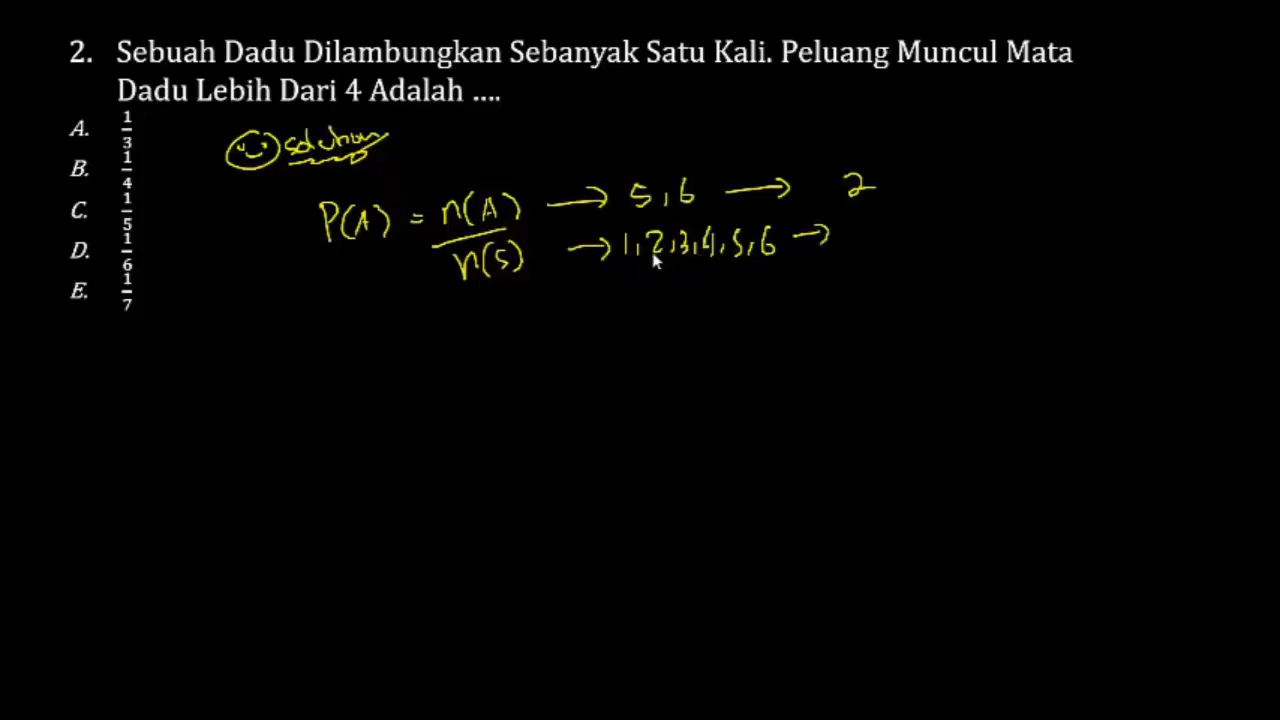 2. Sebuah Dadu Dilambungkan Sebanyak Satu Kali. Peluang Muncul Mata
Dadu Lebih Dari 4 Adalah ....
A. 1/3
B. 1/4
C. 1/5
D. 1/6
E. 1/7
solution
P(A) = n(A)/n(S)
→ 5, 6 → 2
→ 1, 2, 3, 4, 5, 6 →